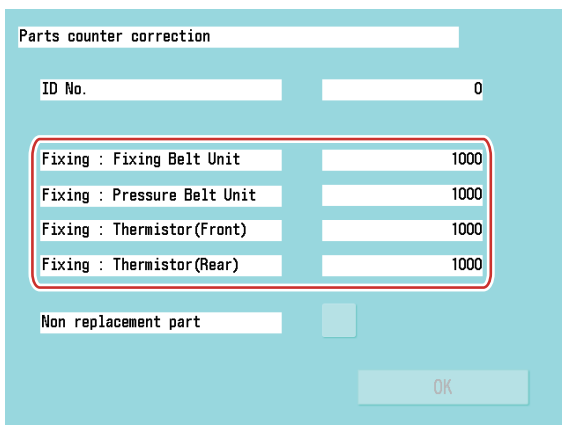 Parts counter correction
ID No. 0
Fixing : Fixing Belt Unit 1000
Fixing : Pressure Belt Unit 1000
Fixing : Thermistor(Front) 1000
Fixing : Thermistor(Rear) 1000
Non replacement part
OK